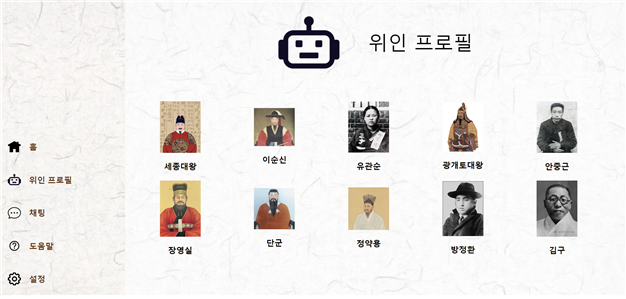 위인 프로필
홈
위인 프로필
채팅
도움말
설정
세종대왕
이순신
유관순
광개토대왕
안중근
장영실
단군
정약용
방정환
김구